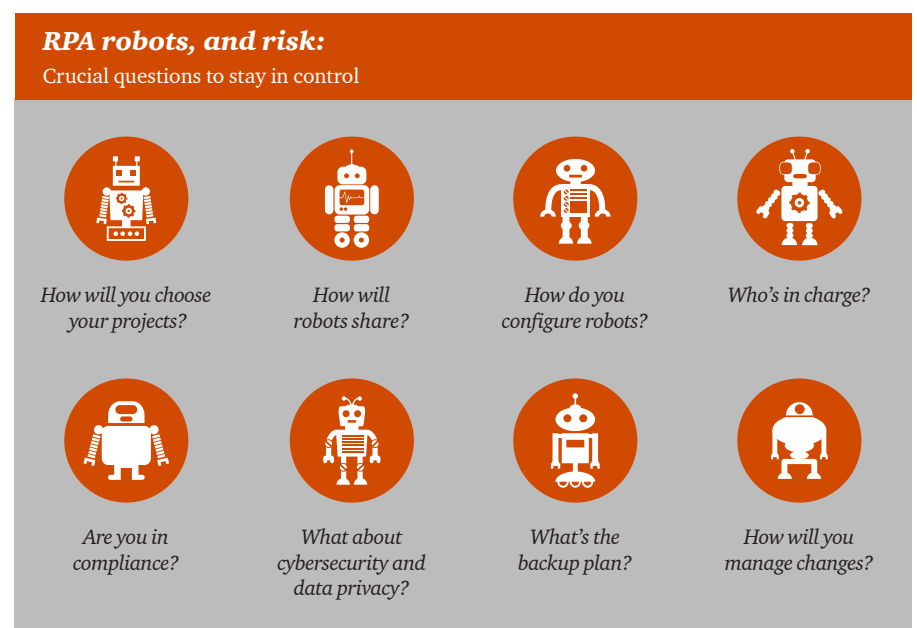 RPA robots, and risk:
Crucial questions to stay in control
How will you choose
your projects?
How will
robots share?
How do you
configure robots?
Who’s in charge?
Are you in
compliance?
What about
cybersecurity and
data privacy?
What’s the
backup plan?
How will you
manage changes?